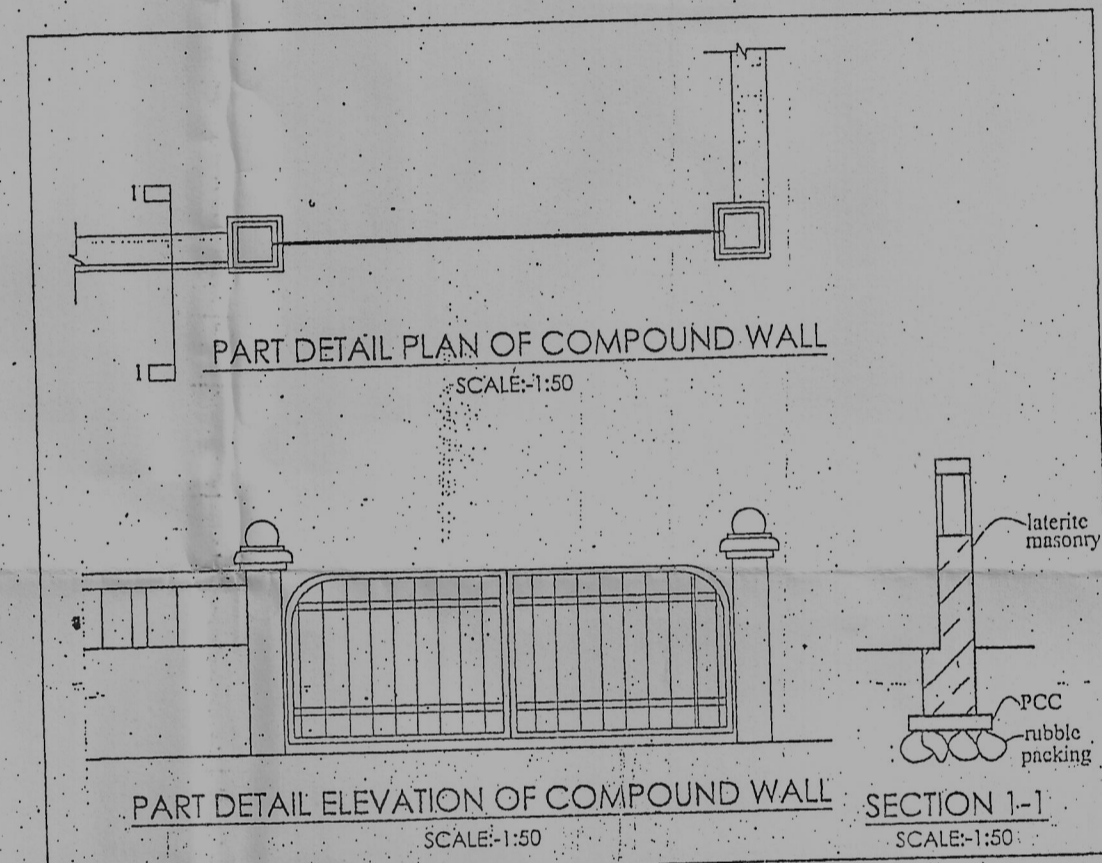 1
1
PART DETAIL PLAN OF COMPOUND WALL
SCALE:-1:50
laterite
masonry
PCC
rubble
packing
PART DETAIL ELEVATION OF COMPOUND WALL
SCALE:-1:50
SECTION 1-1
SCALE:-1:50